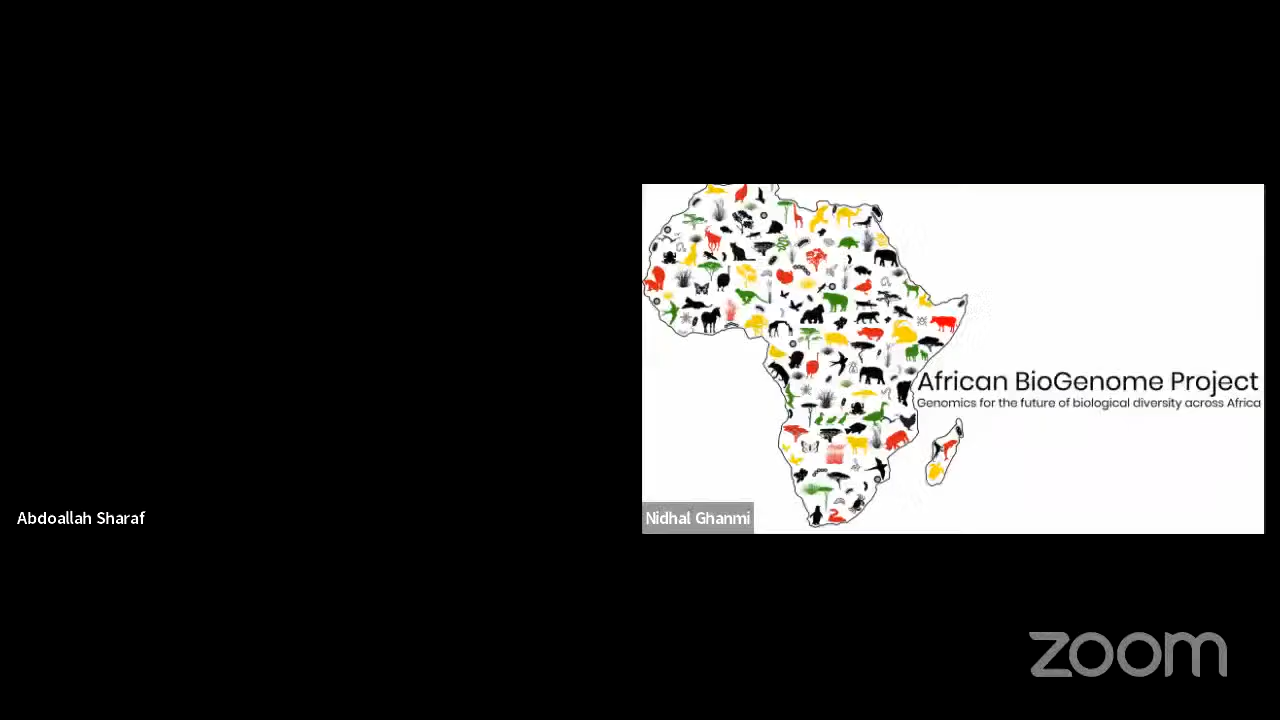 African BioGenome Project
Genomics for the future of biological diversity across Africa
Abdoallah Sharaf
Nidhal Ghanmi
zoom